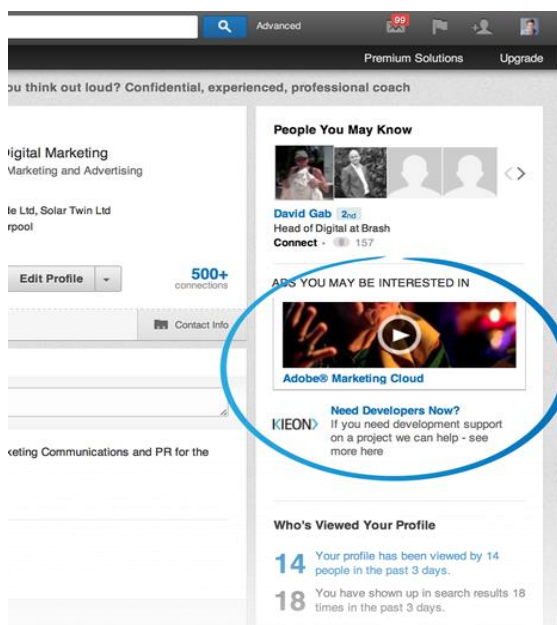 Advanced
99
Premium Solutions Upgrade
ou think out loud? Confidential, experienced, professional coach
igital Marketing
Marketing and Advertising
le Ltd, Solar Twin Ltd
rpool
Edit Profile
500+
connections
Contact Info
keting Communications and PR for the
People You May Know
David Gab 2nd
Head of Digital at Brash
Connect · 157
ADS YOU MAY BE INTERESTED IN
Adobe® Marketing Cloud
KIEON
Need Developers Now?
If you need development support
on a project we can help - see
more here
Who's Viewed Your Profile
14 Your profile has been viewed by 14
people in the past 3 days.
18 You have shown up in search results 18
times in the past 3 days.